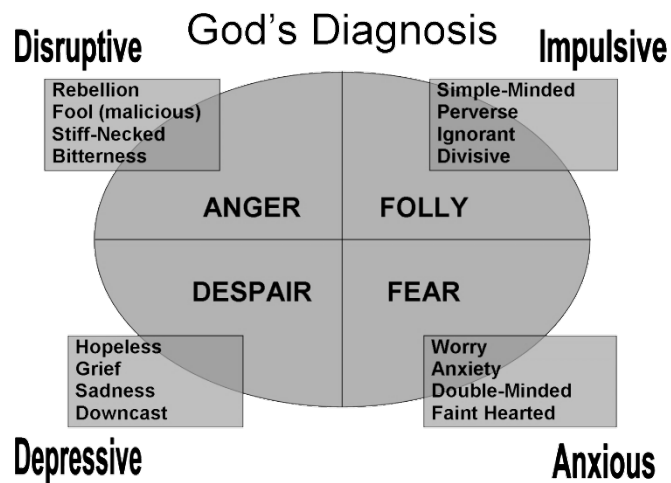 God's Diagnosis
Disruptive
Impulsive
Rebellion
Fool (malicious)
Stiff-Necked
Bitterness
Simple-Minded
Perverse
Ignorant
Divisive
ANGER
FOLLY
DESPAIR
FEAR
Hopeless
Grief
Sadness
Downcast
Worry
Anxiety
Double-Minded
Faint Hearted
Depressive
Anxious